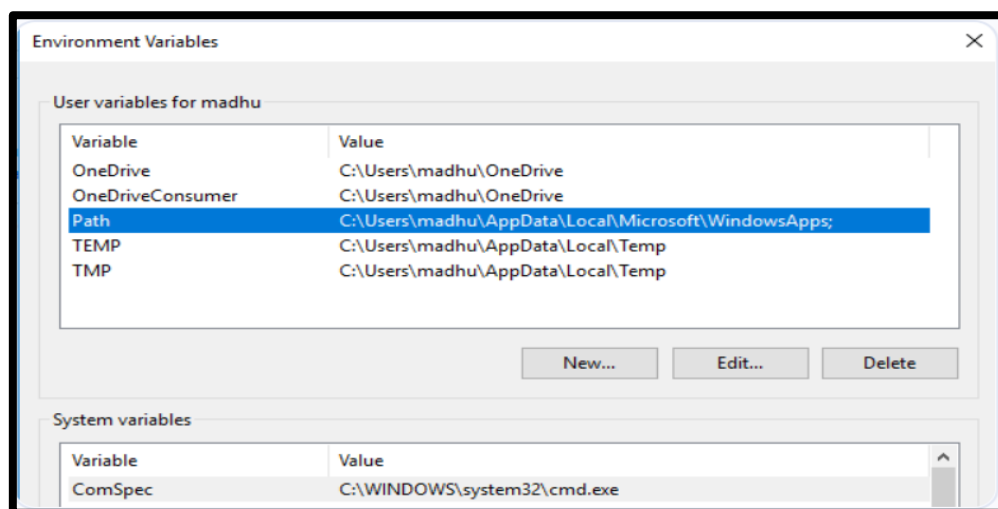 Environment Variables
User variables for madhu
Variable Value
OneDrive C:\Users\madhu\OneDrive
OneDriveConsumer C:\Users\madhu\OneDrive
Path C:\Users\madhu\AppData\Local\Microsoft\WindowsApps;
TEMP C:\Users\madhu\AppData\Local\Temp
TMP C:\Users\madhu\AppData\Local\Temp
New... Edit... Delete
System variables
Variable Value
ComSpec C:\WINDOWS\system32\cmd.exe